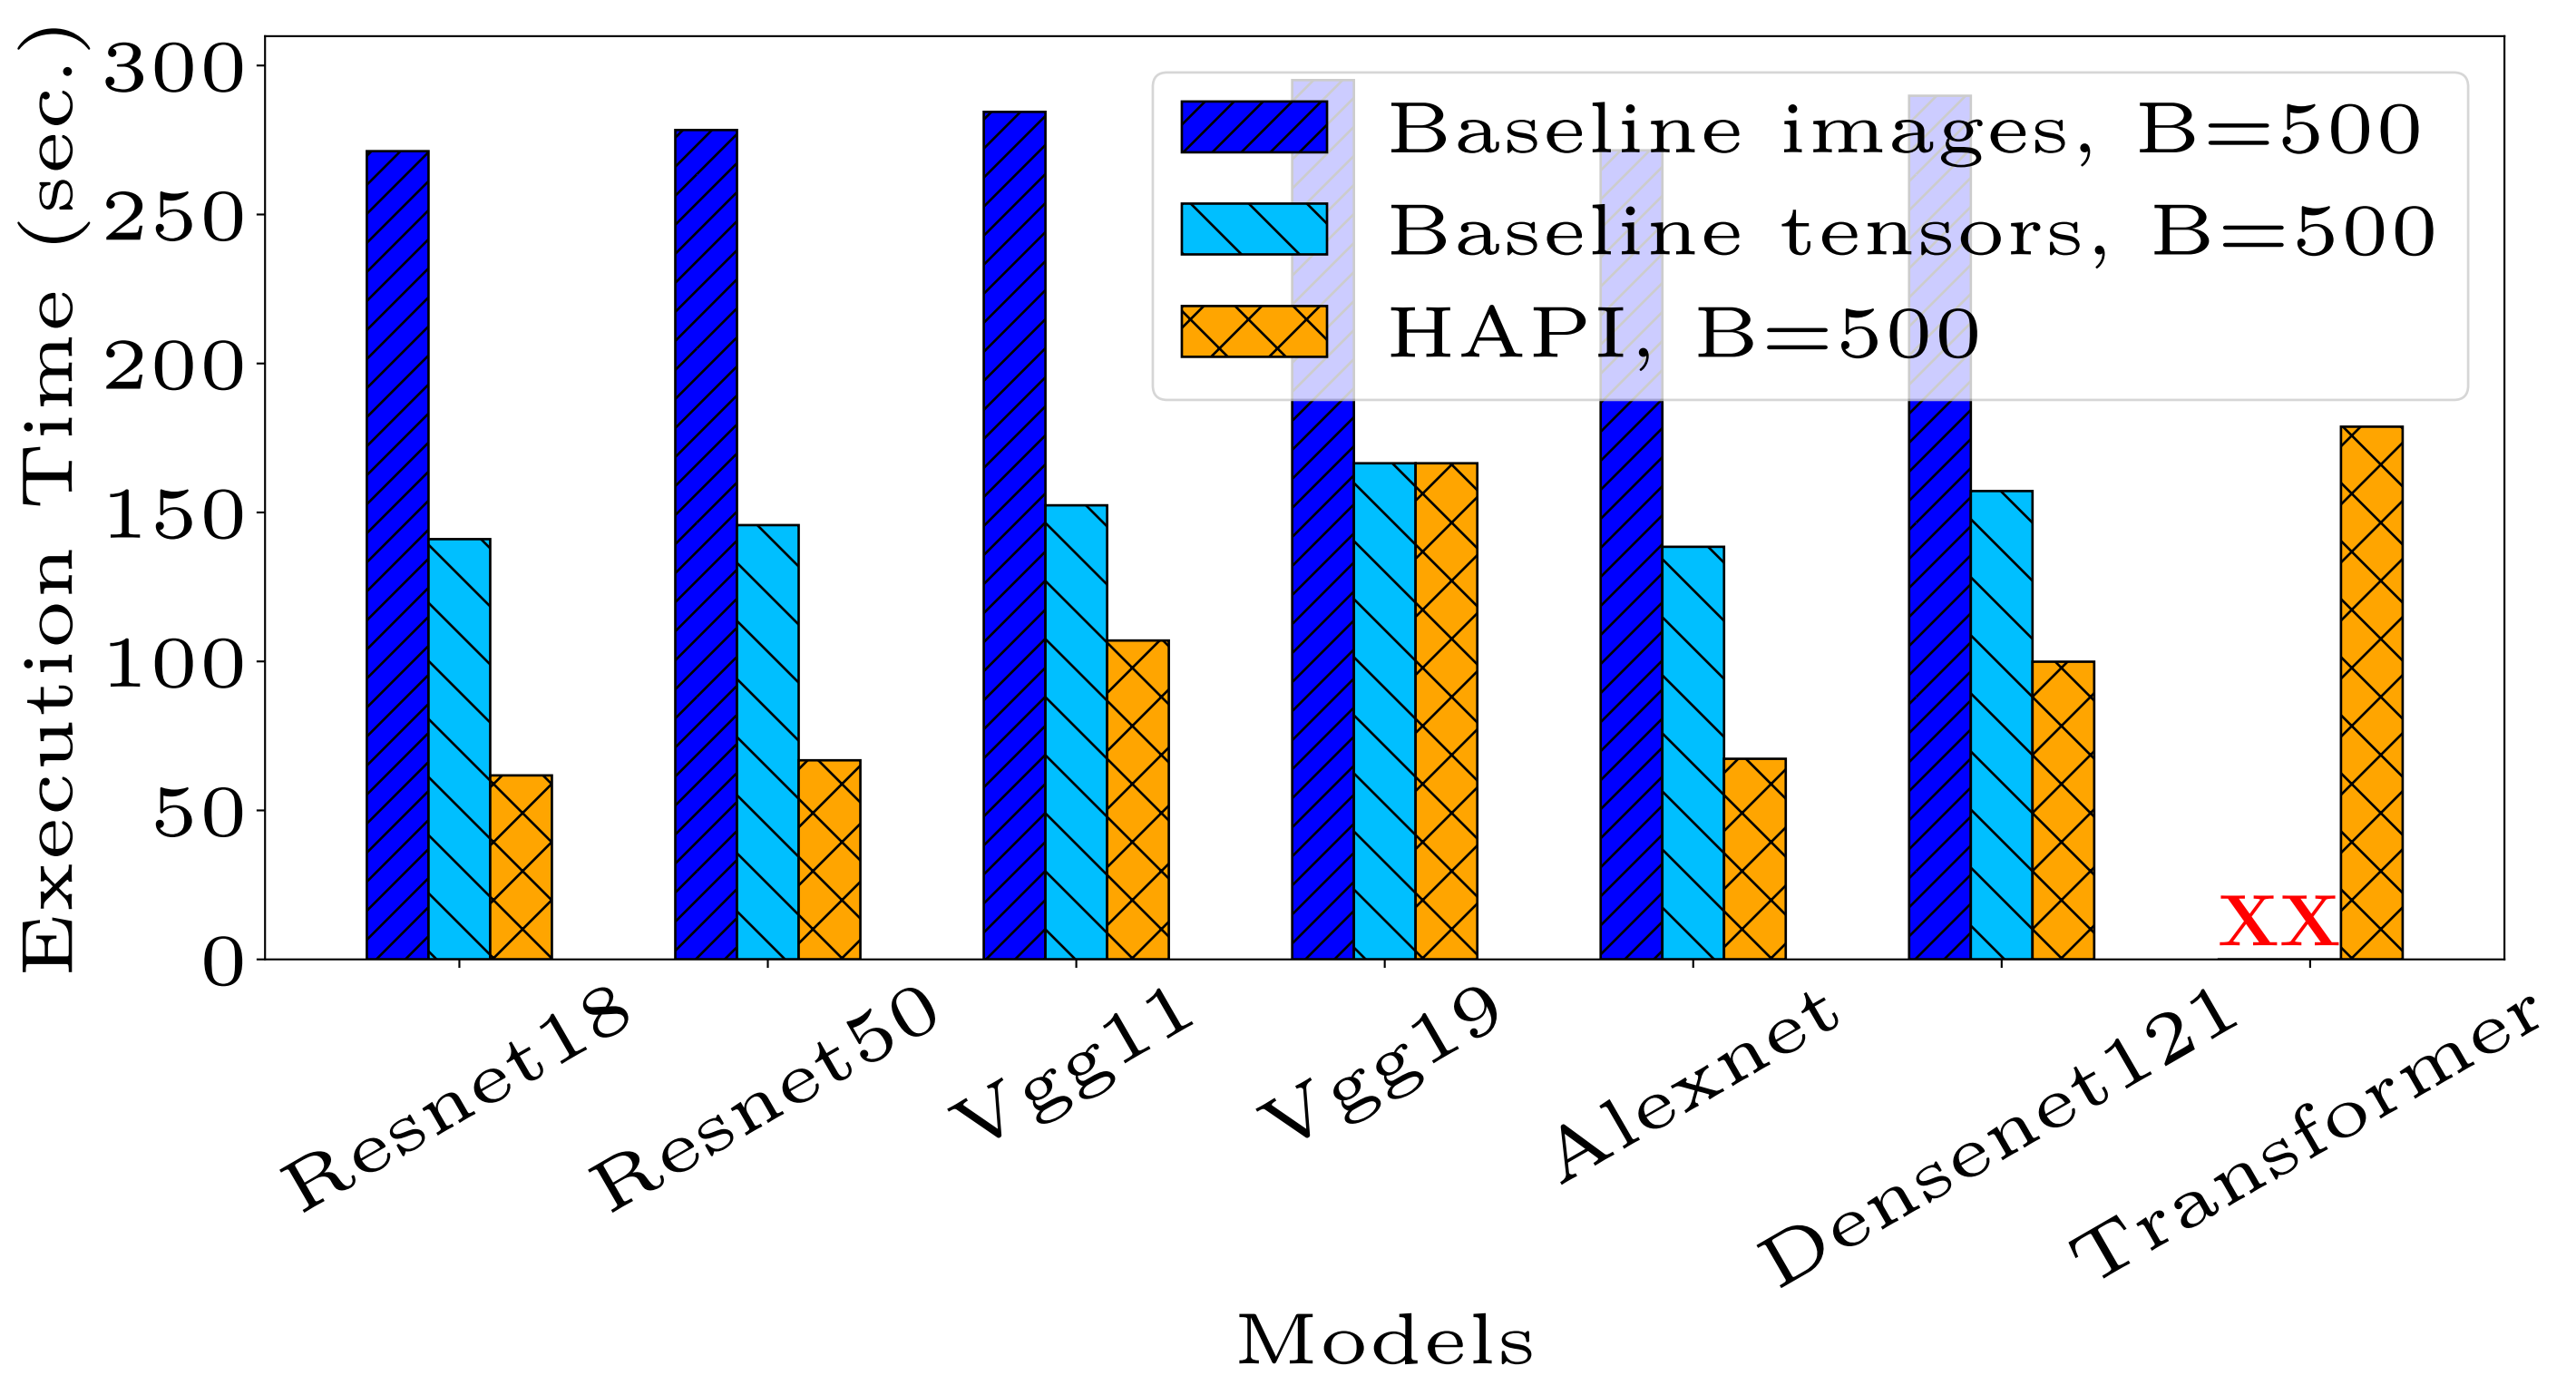 Execution Time (sec.)
300
250
200
150
100
50
0
Baseline images, B=500
Baseline tensors, B=500
HAPI, B=500
XX
Resnet18
Resnet50
Vgg11
Vgg19
Alexnet
Densenet121
Transformer
Models